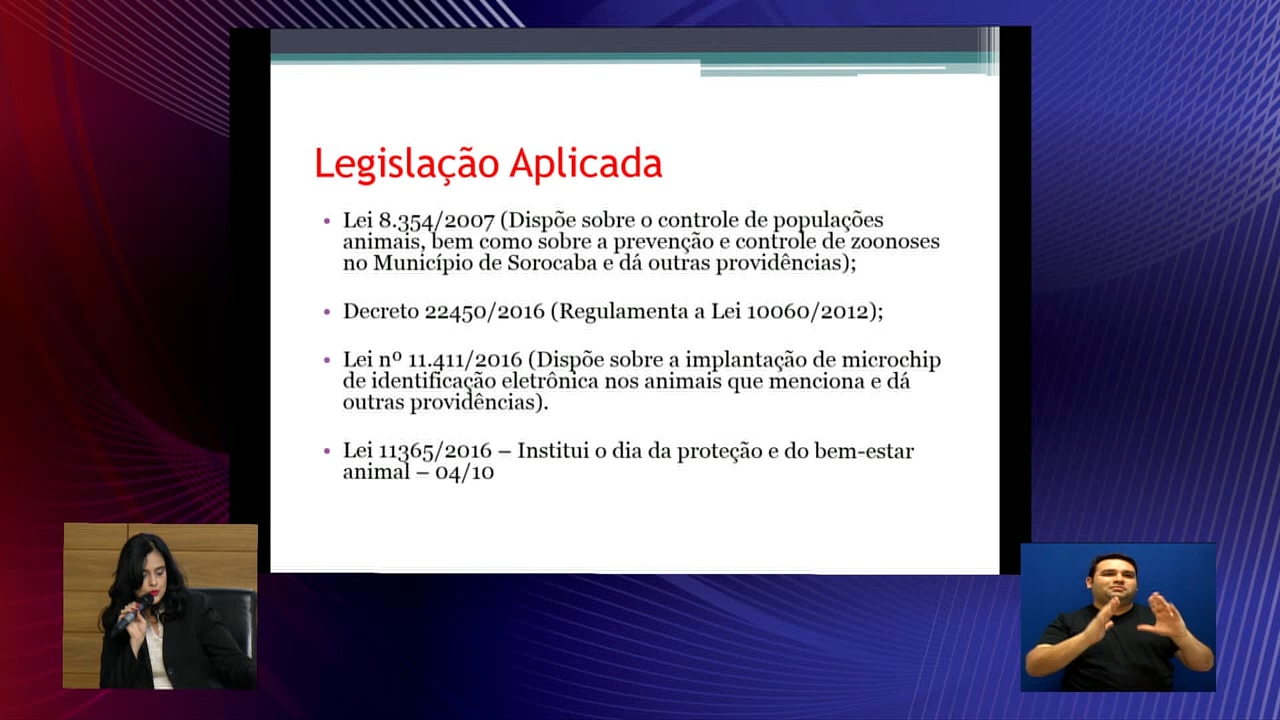 Legislação Aplicada
• Lei 8.354/2007 (Dispõe sobre o controle de populações
animais, bem como sobre a prevenção e controle de zoonoses
no Município de Sorocaba e dá outras providências);
• Decreto 22450/2016 (Regulamenta a Lei 10060/2012);
• Lei nº 11.411/2016 (Dispõe sobre a implantação de microchip
de identificação eletrônica nos animais que menciona e dá
outras providências).
• Lei 11365/2016 – Institui o dia da proteção e do bem-estar
animal – 04/10